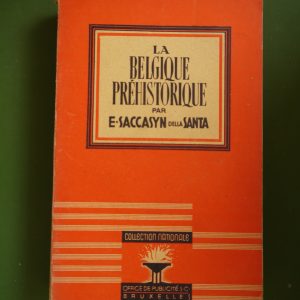 LA
BELGIQUE
PRÉHISTORIQUE
PAR
E·SACCASYN DELLA SANTA
COLLECTION NATIONALE
OFFICE DE PUBLICITÉ S·C·
BRUXELLES